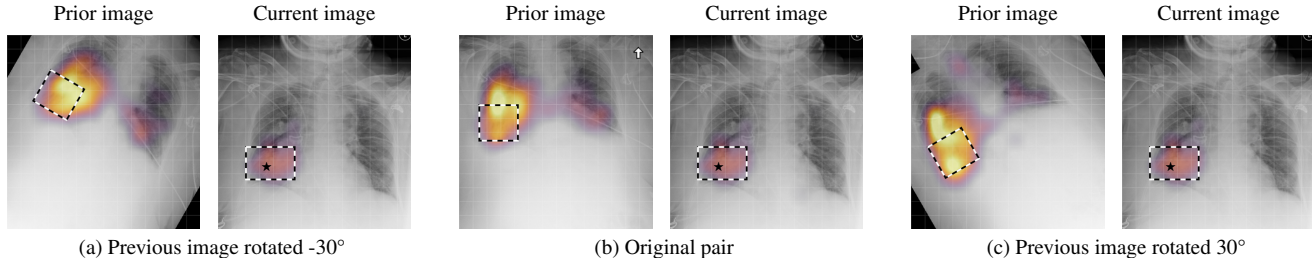 Prior image Current image Prior image Current image Prior image Current image
(a) Previous image rotated -30° (b) Original pair (c) Previous image rotated 30°